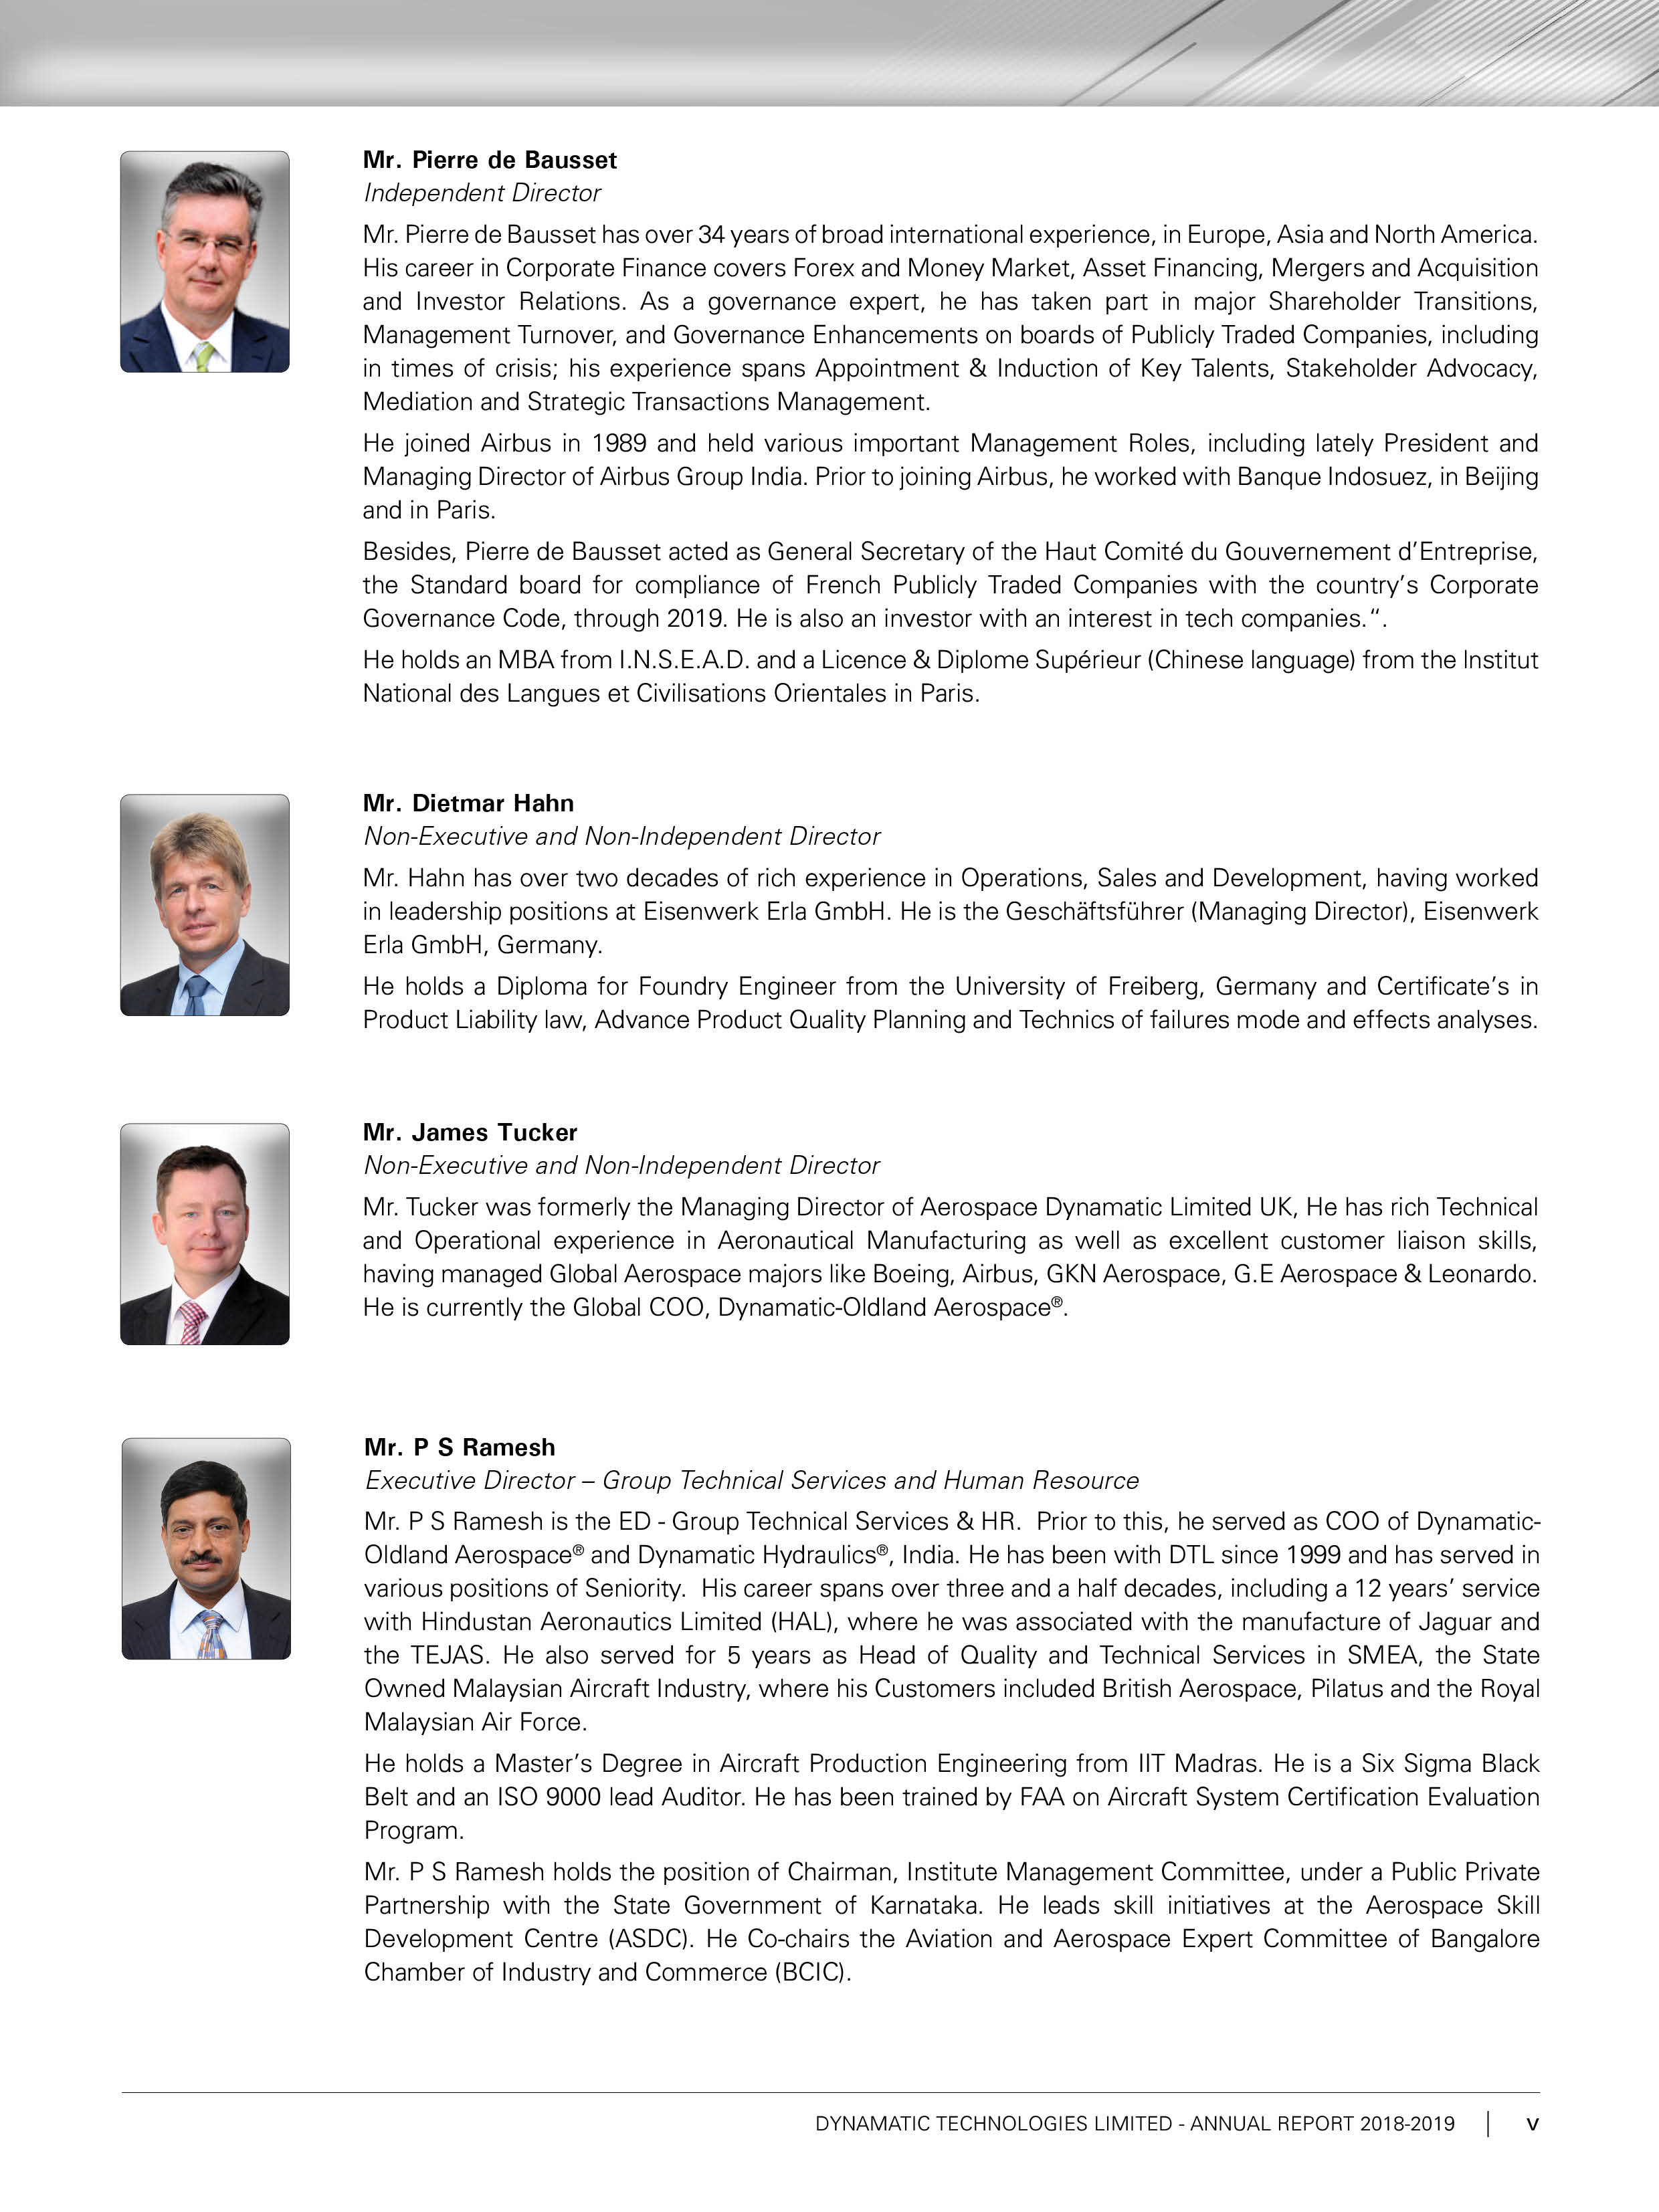 Mr. Pierre de Bausset
Independent Director
Mr. Pierre de Bausset has over 34 years of broad international experience, in Europe, Asia and North America.
His career in Corporate Finance covers Forex and Money Market, Asset Financing, Mergers and Acquisition
and Investor Relations. As a governance expert, he has taken part in major Shareholder Transitions,
Management Turnover, and Governance Enhancements on boards of Publicly Traded Companies, including
in times of crisis; his experience spans Appointment & Induction of Key Talents, Stakeholder Advocacy,
Mediation and Strategic Transactions Management.
He joined Airbus in 1989 and held various important Management Roles, including lately President and
Managing Director of Airbus Group India. Prior to joining Airbus, he worked with Banque Indosuez, in Beijing
and in Paris.
Besides, Pierre de Bausset acted as General Secretary of the Haut Comité du Gouvernement d’Entreprise,
the Standard board for compliance of French Publicly Traded Companies with the country’s Corporate
Governance Code, through 2019. He is also an investor with an interest in tech companies.“.
He holds an MBA from I.N.S.E.A.D. and a Licence & Diplome Supérieur (Chinese language) from the Institut
National des Langues et Civilisations Orientales in Paris.
Mr. Dietmar Hahn
Non-Executive and Non-Independent Director
Mr. Hahn has over two decades of rich experience in Operations, Sales and Development, having worked
in leadership positions at Eisenwerk Erla GmbH. He is the Geschäftsführer (Managing Director), Eisenwerk
Erla GmbH, Germany.
He holds a Diploma for Foundry Engineer from the University of Freiberg, Germany and Certificate’s in
Product Liability law, Advance Product Quality Planning and Technics of failures mode and effects analyses.
Mr. James Tucker
Non-Executive and Non-Independent Director
Mr. Tucker was formerly the Managing Director of Aerospace Dynamatic Limited UK, He has rich Technical
and Operational experience in Aeronautical Manufacturing as well as excellent customer liaison skills,
having managed Global Aerospace majors like Boeing, Airbus, GKN Aerospace, G.E Aerospace & Leonardo.
He is currently the Global COO, Dynamatic-Oldland Aerospace®.
Mr. P S Ramesh
Executive Director – Group Technical Services and Human Resource
Mr. P S Ramesh is the ED - Group Technical Services & HR.  Prior to this, he served as COO of Dynamatic-
Oldland Aerospace® and Dynamatic Hydraulics®, India. He has been with DTL since 1999 and has served in
various positions of Seniority.  His career spans over three and a half decades, including a 12 years’ service
with Hindustan Aeronautics Limited (HAL), where he was associated with the manufacture of Jaguar and
the TEJAS. He also served for 5 years as Head of Quality and Technical Services in SMEA, the State
Owned Malaysian Aircraft Industry, where his Customers included British Aerospace, Pilatus and the Royal
Malaysian Air Force.
He holds a Master’s Degree in Aircraft Production Engineering from IIT Madras. He is a Six Sigma Black
Belt and an ISO 9000 lead Auditor. He has been trained by FAA on Aircraft System Certification Evaluation
Program.
Mr. P S Ramesh holds the position of Chairman, Institute Management Committee, under a Public Private
Partnership with the State Government of Karnataka. He leads skill initiatives at the Aerospace Skill
Development Centre (ASDC). He Co-chairs the Aviation and Aerospace Expert Committee of Bangalore
Chamber of Industry and Commerce (BCIC).
DYNAMATIC TECHNOLOGIES LIMITED - ANNUAL REPORT 2018-2019 | v